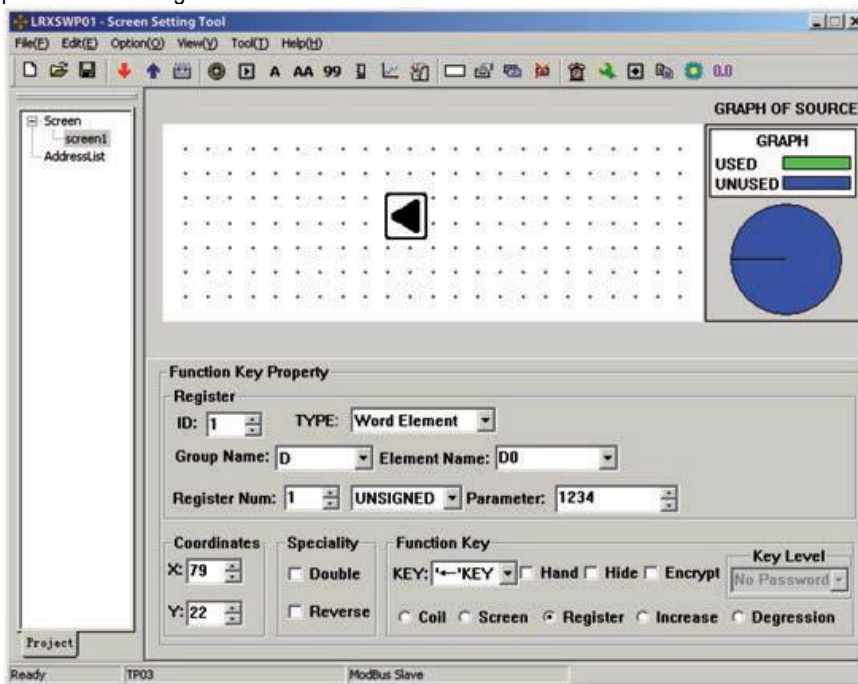 LRXSWP01 - Screen Setting Tool
File(F) Edit(E) Option(O) View(V) Tool(T) Help(H)
A AA 99 0.0
Screen
screen1
AddressList
GRAPH OF SOURCE
GRAPH
USED
UNUSED
Function Key Property
Register
ID: 1 TYPE: Word Element
Group Name: D Element Name: D0
Register Num: 1 UNSIGNED Parameter: 1234
Coordinates Speciality Function Key Key Level
X: 79 Double KEY: '←'KEY Hand Hide Encrypt No Password
Y: 22 Reverse Coil Screen Register Increase Degression
Project
Ready TP03 ModBus Slave